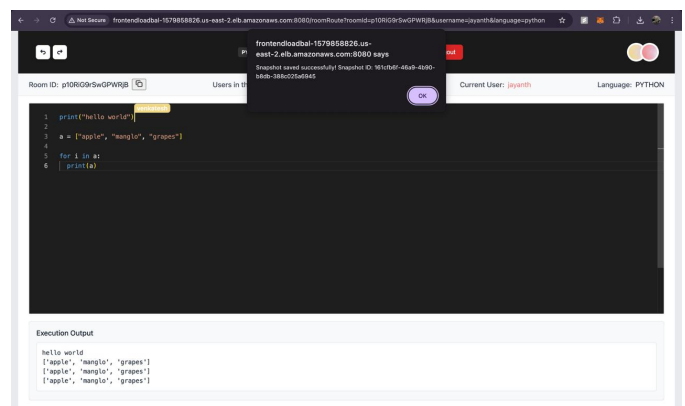 Not Secure frontendloadbal-1579858826.us-east-2.elb.amazonaws.com:8080/roomRoute?roomId=p10RiG9rSwGPWRjB&username=jayanth&language=python
frontendloadbal-1579858826.us-
east-2.elb.amazonaws.com:8080 says
Snapshot saved successfully! Snapshot ID: 161cfb6f-46a9-4b90-
b8db-388c025a6945
OK
PY
out
Room ID: p10RiG9rSwGPWRjB
Users in th
Current User: jayanth
Language: PYTHON
1 print("hello world")
2
3 a = ["apple", "manglo", "grapes"]
4
5 for i in a:
6 print(a)
Execution Output
hello world
['apple', 'manglo', 'grapes']
['apple', 'manglo', 'grapes']
['apple', 'manglo', 'grapes']